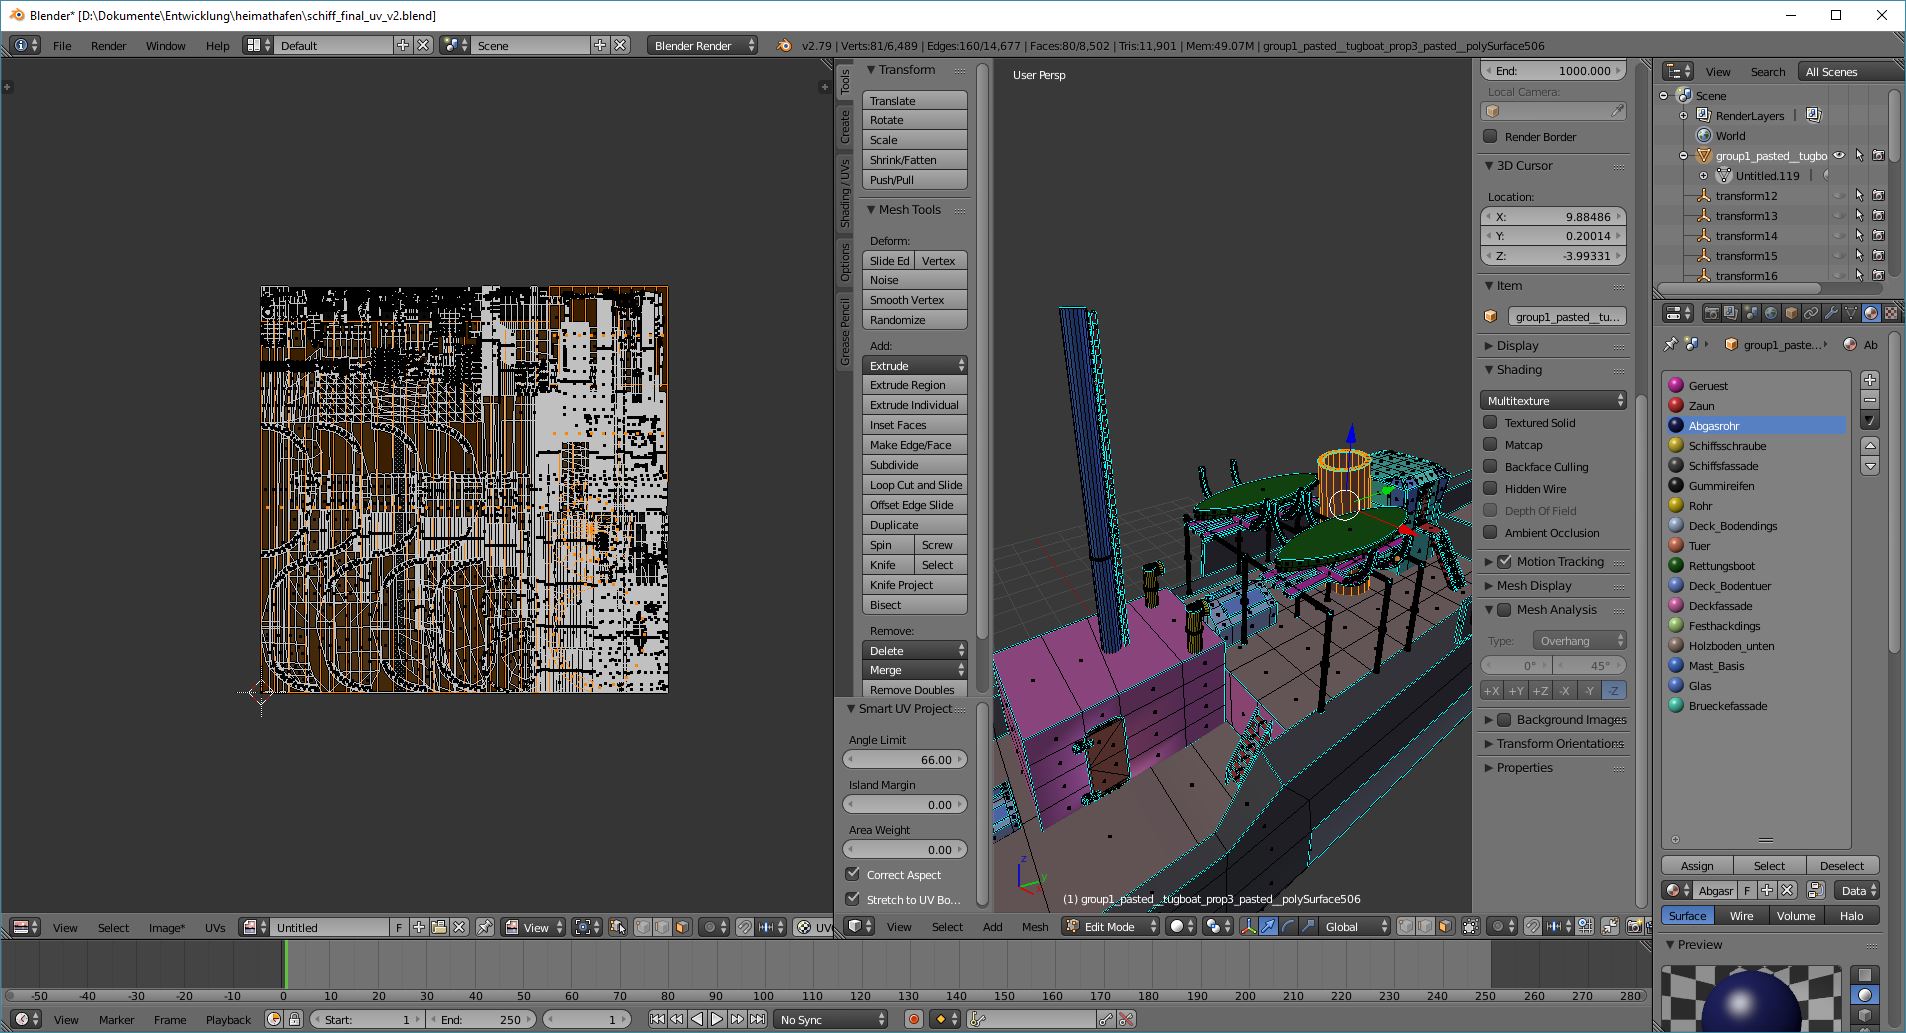 Blender* [D:\Dokumente\Entwicklung\heimathafen\schiff_final_uv_v2.blend]
File Render Window Help Default Scene Blender Render v2.79 | Verts:81/6,489 | Edges:160/14,677 | Faces:80/8,502 | Tris:11,901 | Mem:49.07M | group1_pasted__tugboat_prop3_pasted__polySurface506
Tools
Create
Shading / UVs
Options
Grease Pencil
Transform
Translate
Rotate
Scale
Shrink/Fatten
Push/Pull
Mesh Tools
Deform:
Slide Ed Vertex
Noise
Smooth Vertex
Randomize
Add:
Extrude
Extrude Region
Extrude Individual
Inset Faces
Make Edge/Face
Subdivide
Loop Cut and Slide
Offset Edge Slide
Duplicate
Spin Screw
Knife Select
Knife Project
Bisect
Remove:
Delete
Merge
Remove Doubles
Smart UV Project
Angle Limit
66.00
Island Margin
0.00
Area Weight
0.00
Correct Aspect
Stretch to UV Bo...
User Persp
z
y
(1) group1_pasted__tugboat_prop3_pasted__polySurface506
End: 1000.000
Local Camera:
Render Border
3D Cursor
Location:
X: 9.88486
Y: 0.20014
Z: -3.99331
Item
group1_pasted__tu...
Display
Shading
Multitexture
Textured Solid
Matcap
Backface Culling
Hidden Wire
Depth Of Field
Ambient Occlusion
Motion Tracking
Mesh Display
Mesh Analysis
Type: Overhang
0° 45°
+X +Y +Z -X -Y -Z
Background Images
Transform Orientations
Properties
View Search All Scenes
Scene
RenderLayers
World
group1_pasted__tugbo
Untitled.119
transform12
transform13
transform14
transform15
transform16
group1_paste... Ab
Geruest
Zaun
Abgasrohr
Schiffsschraube
Schiffsfassade
Gummireifen
Rohr
Deck_Bodendings
Tuer
Rettungsboot
Deck_Bodentuer
Deckfassade
Festhackdings
Holzboden_unten
Mast_Basis
Glas
Brueckefassade
Assign Select Deselect
Abgasr F Data
Surface Wire Volume Halo
Preview
View Select Image* UVs Untitled F View UV
View Select Add Mesh Edit Mode Global
-50 -40 -30 -20 -10 0 10 20 30 40 50 60 70 80 90 100 110 120 130 140 150 160 170 180 190 200 210 220 230 240 250 260 270 280
View Marker Frame Playback Start: 1 End: 250 1 No Sync